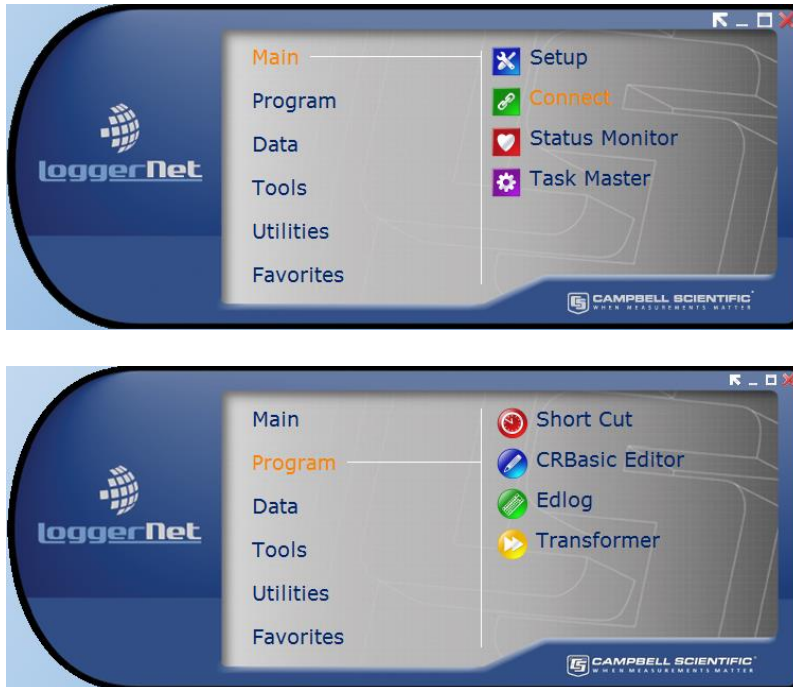 Main
Program
Data
Tools
Utilities
Favorites
Setup
Connect
Status Monitor
Task Master
LoggerNet
CAMPBELL SCIENTIFIC
WHEN MEASUREMENTS MATTER
Main
Program
Data
Tools
Utilities
Favorites
Short Cut
CRBasic Editor
Edlog
Transformer
LoggerNet
CAMPBELL SCIENTIFIC
WHEN MEASUREMENTS MATTER